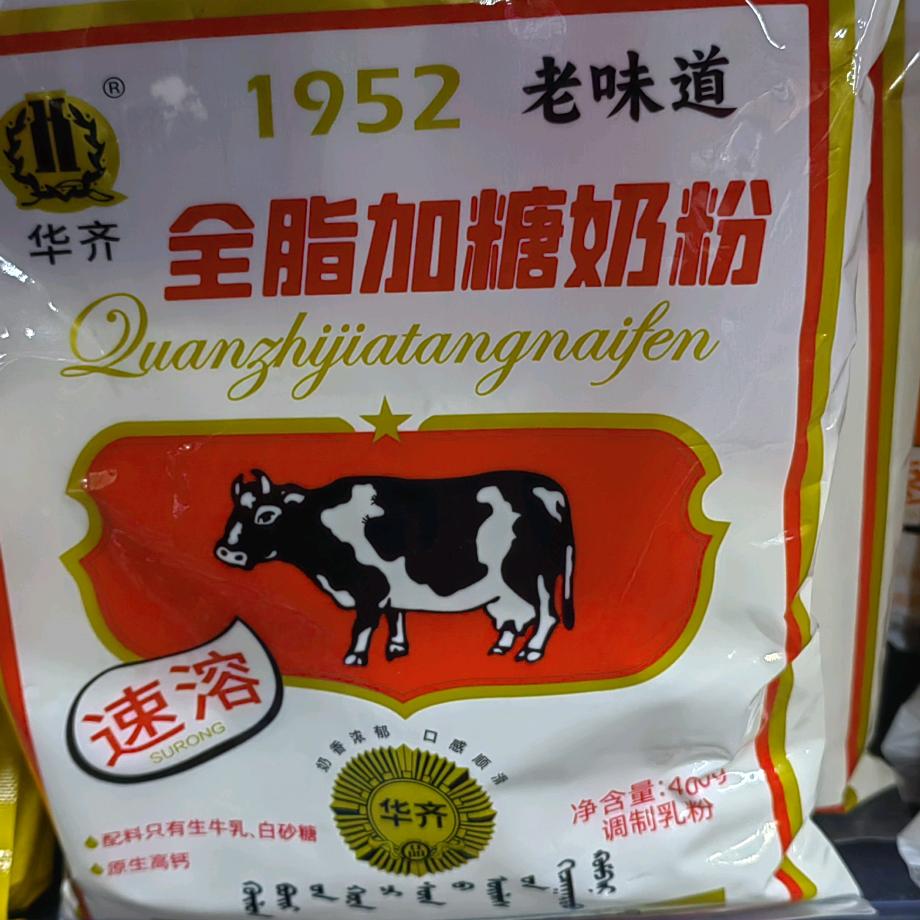 ®
1952 老味道
华齐
全脂加糖奶粉
Quanzhijiatangnaifen
速溶
SURONG
奶香浓郁 口感顺滑
华齐
净含量:400g
调制乳粉
配料只有生牛乳、白砂糖
原生高钙